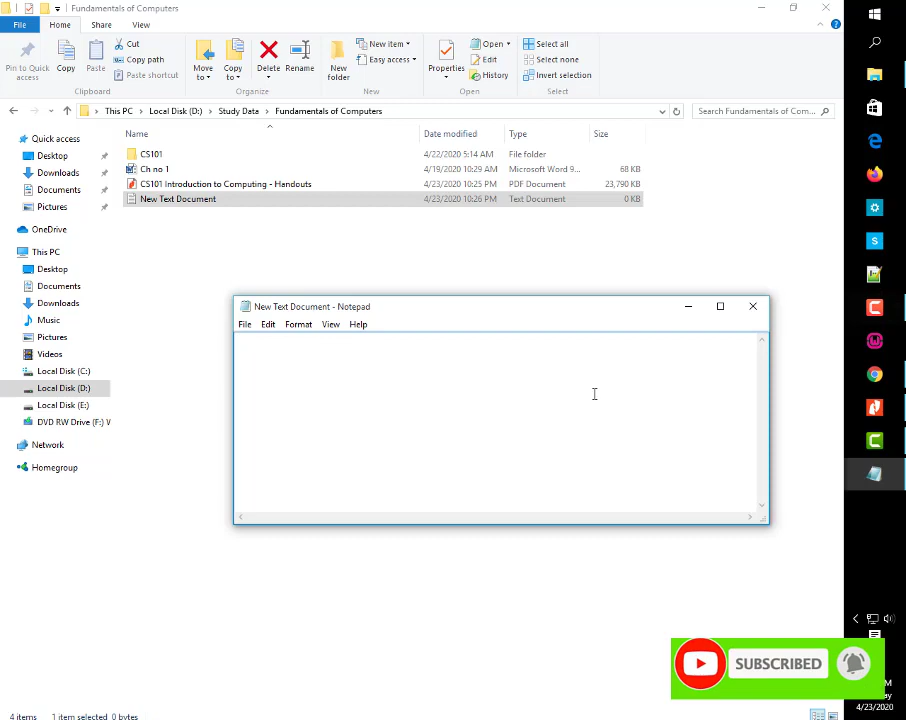 Fundamentals of Computers
File Home Share View
Pin to Quick access
Copy
Paste
Cut
Copy path
Paste shortcut
Clipboard
Move to
Copy to
Delete
Rename
Organize
New folder
New item
Easy access
New
Properties
Open
Edit
History
Open
Select all
Select none
Invert selection
Select
This PC Local Disk (D:) Study Data Fundamentals of Computers
Search Fundamentals of Com...
Name Date modified Type Size
CS101 4/22/2020 5:14 AM File folder
Ch no 1 4/19/2020 10:29 AM Microsoft Word 9... 68 KB
CS101 Introduction to Computing - Handouts 4/23/2020 10:25 PM PDF Document 23,790 KB
New Text Document 4/23/2020 10:26 PM Text Document 0 KB
Quick access
Desktop
Downloads
Documents
Pictures
OneDrive
This PC
Desktop
Documents
Downloads
Music
Pictures
Videos
Local Disk (C:)
Local Disk (D:)
Local Disk (E:)
DVD RW Drive (F:) V
Network
Homegroup
New Text Document - Notepad
File Edit Format View Help
SUBSCRIBED
4/23/2020
4 items 1 item selected 0 bytes